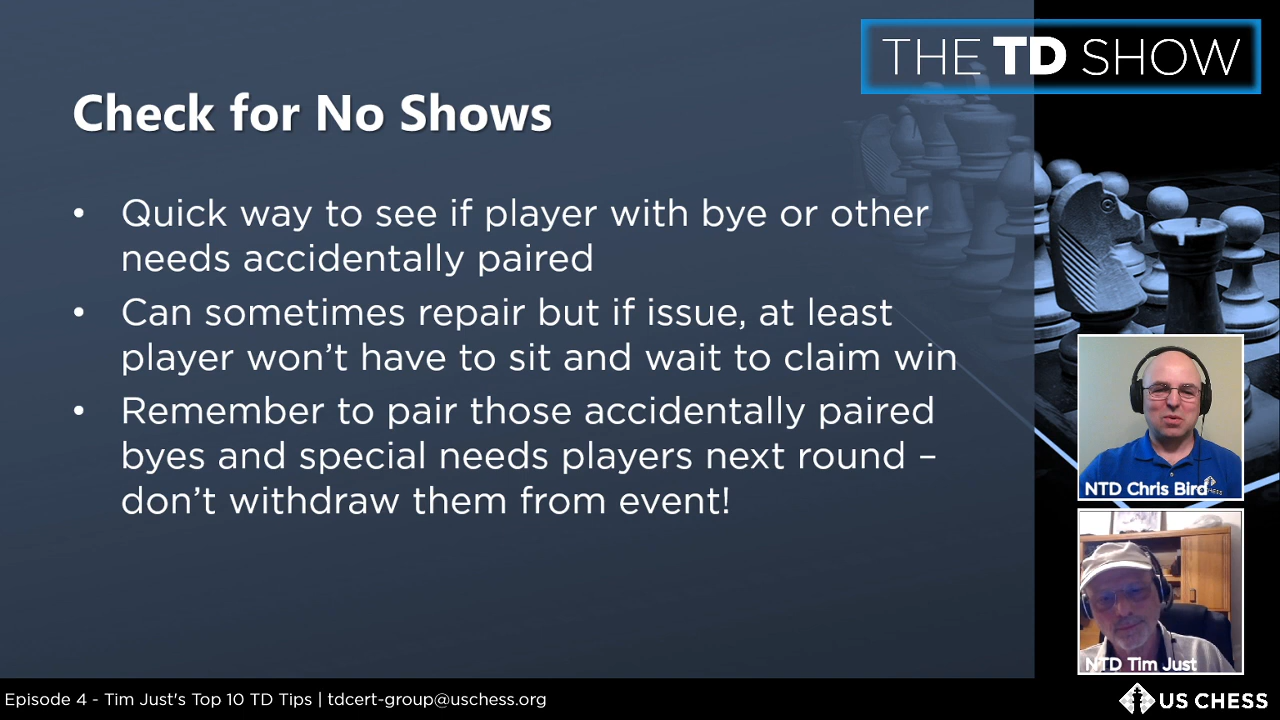 THE TD SHOW
Check for No Shows
• Quick way to see if player with bye or other
needs accidentally paired
• Can sometimes repair but if issue, at least
player won’t have to sit and wait to claim win
• Remember to pair those accidentally paired
byes and special needs players next round –
don’t withdraw them from event!
NTD Chris Bird
NTD Tim Just
Episode 4 - Tim Just's Top 10 TD Tips | tdcert-group@uschess.org
US CHESS